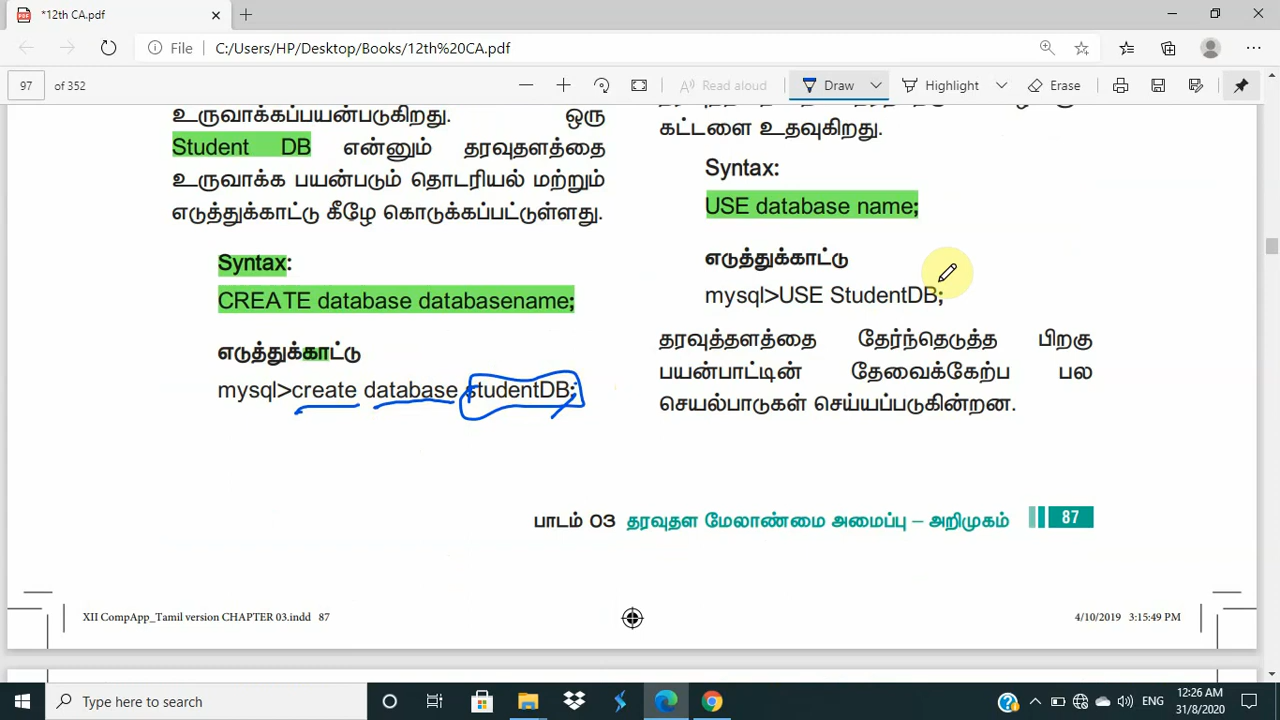 *12th CA.pdf
File
C:/Users/HP/Desktop/Books/12th%20CA.pdf
97 of 352
Read aloud
Draw
Highlight
Erase
உருவாக்கப்பயன்படுகிறது. ஒரு
Student DB என்னும் தரவுதளத்தை
உருவாக்க பயன்படும் தொடரியல் மற்றும்
எடுத்துக்காட்டு கீழே கொடுக்கப்பட்டுள்ளது.
Syntax:
CREATE database databasename;
எடுத்துக்காட்டு
mysql>create database studentDB;
கட்டளை உதவுகிறது.
Syntax:
USE database name;
எடுத்துக்காட்டு
mysql>USE StudentDB;
தரவுத்தளத்தை தேர்ந்தெடுத்த பிறகு
பயன்பாட்டின் தேவைக்கேற்ப பல
செயல்பாடுகள் செய்யப்படுகின்றன.
பாடம் 03 தரவுதள மேலாண்மை அமைப்பு – அறிமுகம் 87
XII CompApp_Tamil version CHAPTER 03.indd 87
4/10/2019 3:15:49 PM
Type here to search
ENG
12:26 AM
31/8/2020